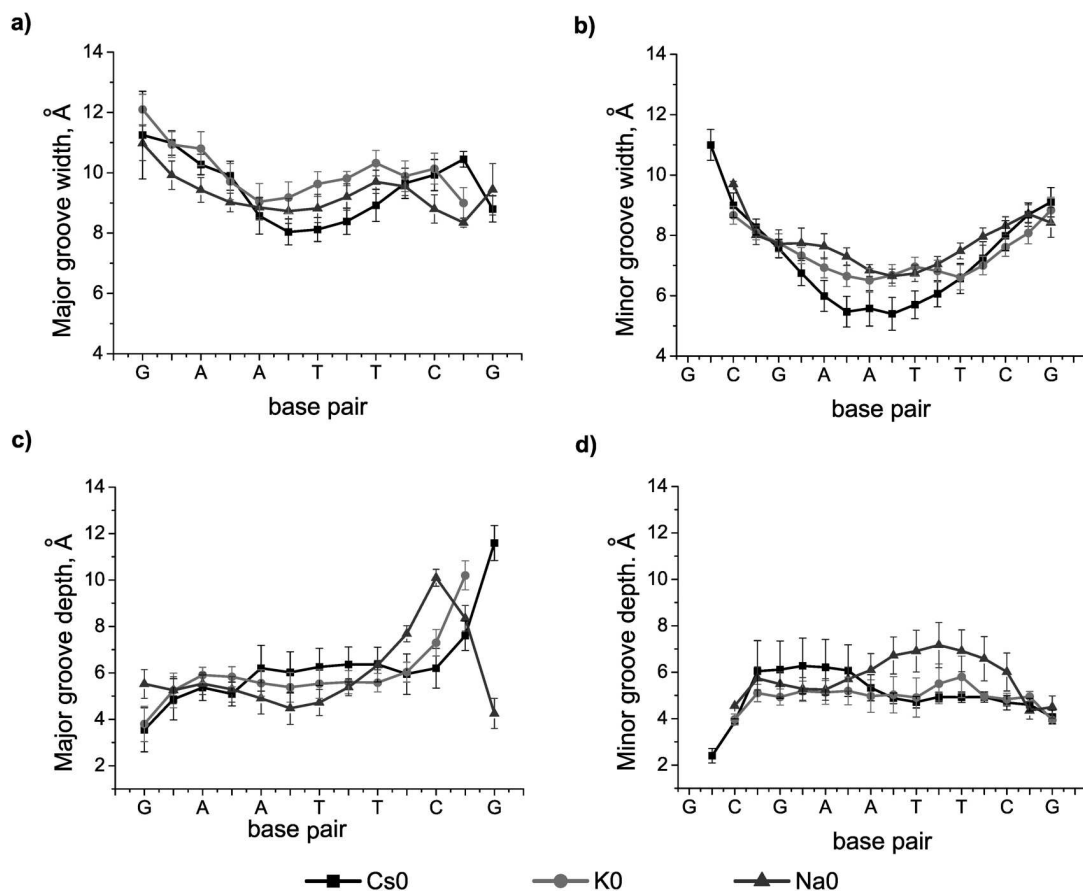 a)
14
12
10
8
6
4
Major groove width, Å
G A A T T C G
base pair
b)
14
12
10
8
6
4
Minor groove width, Å
G C G A A T T C G
base pair
c)
14
12
10
8
6
4
2
Major groove depth, Å
G A A T T C G
base pair
d)
14
12
10
8
6
4
2
Minor groove depth. Å
G C G A A T T C G
base pair
Cs0 K0 Na0